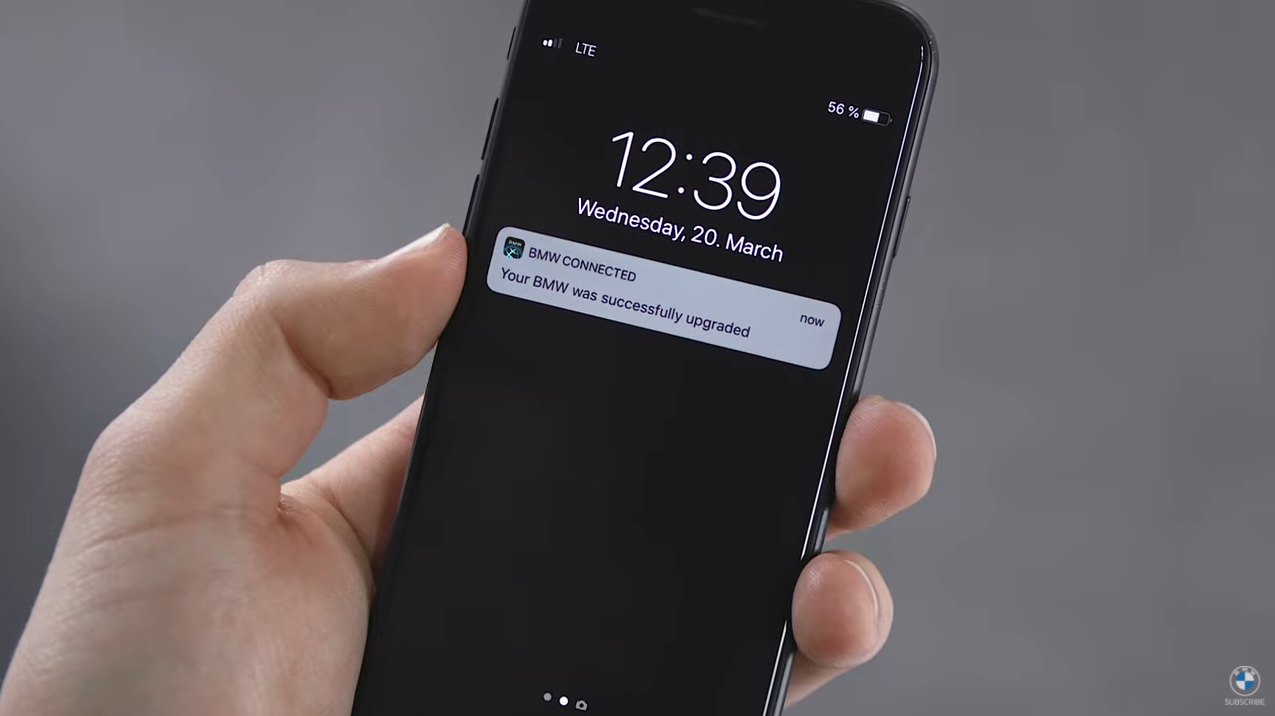 LTE
56 %
12:39
Wednesday, 20. March
BMW CONNECTED
now
Your BMW was successfully upgraded
SUBSCRIBE